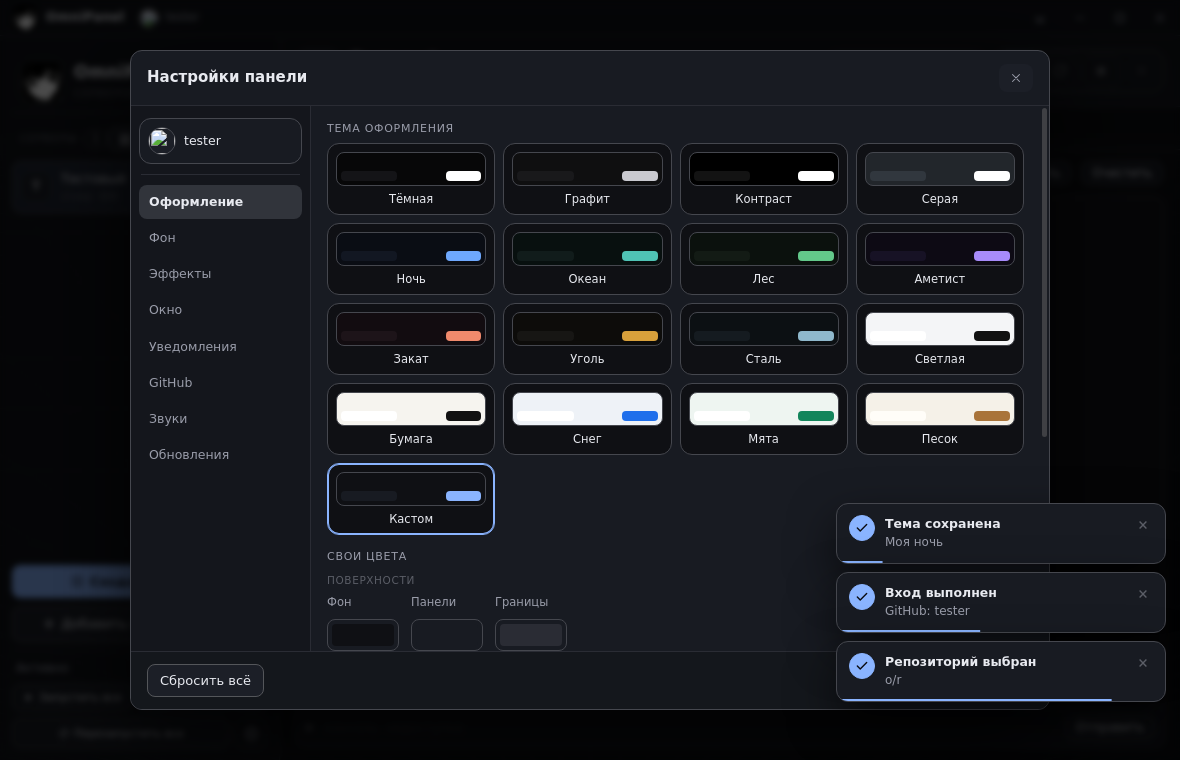 OmniPanel
Настройки панели
tester
Оформление
Фон
Эффекты
Окно
Уведомления
GitHub
Звуки
Обновления
ТЕМА ОФОРМЛЕНИЯ
Тёмная
Графит
Контраст
Серая
Ночь
Океан
Лес
Аметист
Закат
Уголь
Сталь
Светлая
Бумага
Снег
Мята
Песок
Кастом
СВОИ ЦВЕТА
ПОВЕРХНОСТИ
Фон
Панели
Границы
Сбросить всё
Тема сохранена
Моя ночь
Вход выполнен
GitHub: tester
Репозиторий выбран
o/r